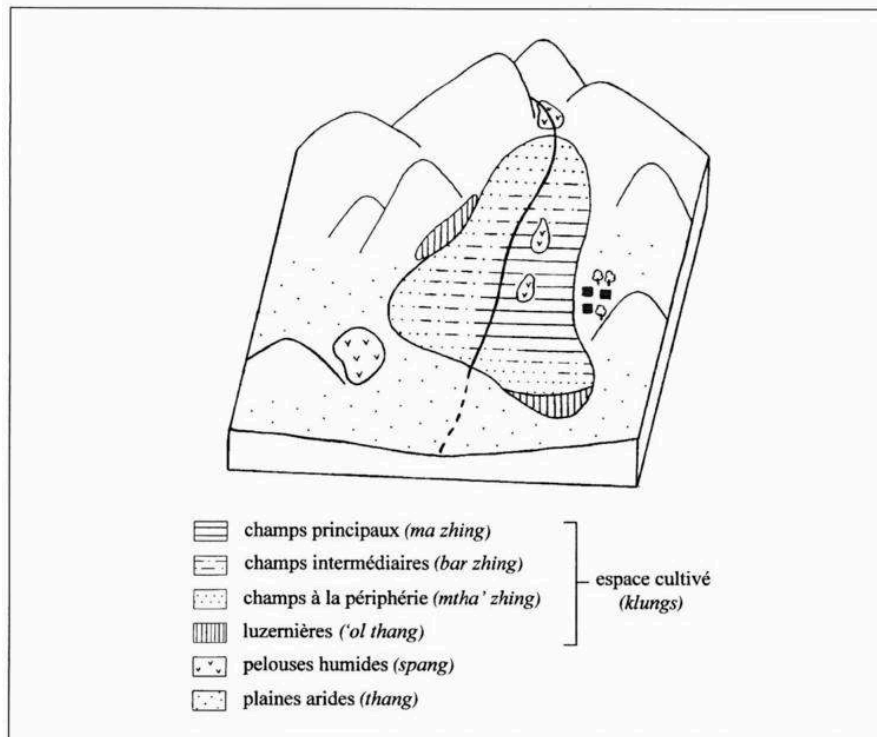 champs principaux (ma zhing)
champs intermédiaires (bar zhing)
champs à la périphérie (mtha' zhing)
luzernières ('ol thang)
pelouses humides (spang)
plaines arides (thang)
espace cultivé
(klungs)